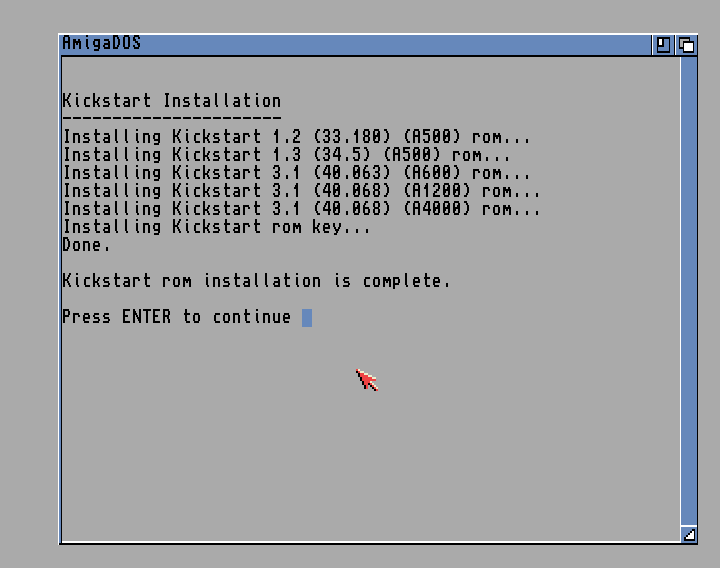 AmigaDOS
Kickstart Installation
----------------------
Installing Kickstart 1.2 (33.180) (A500) rom...
Installing Kickstart 1.3 (34.5) (A500) rom...
Installing Kickstart 3.1 (40.063) (A600) rom...
Installing Kickstart 3.1 (40.068) (A1200) rom...
Installing Kickstart 3.1 (40.068) (A4000) rom...
Installing Kickstart rom key...
Done.
Kickstart rom installation is complete.
Press ENTER to continue